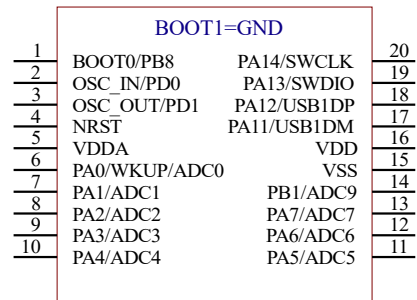 BOOT1=GND
1 BOOT0/PB8 PA14/SWCLK 20
2 OSC_IN/PD0 PA13/SWDIO 19
3 OSC_OUT/PD1 PA12/USB1DP 18
4 NRST PA11/USB1DM 17
5 VDDA VDD 16
6 PA0/WKUP/ADC0 VSS 15
7 PA1/ADC1 PB1/ADC9 14
8 PA2/ADC2 PA7/ADC7 13
9 PA3/ADC3 PA6/ADC6 12
10 PA4/ADC4 PA5/ADC5 11